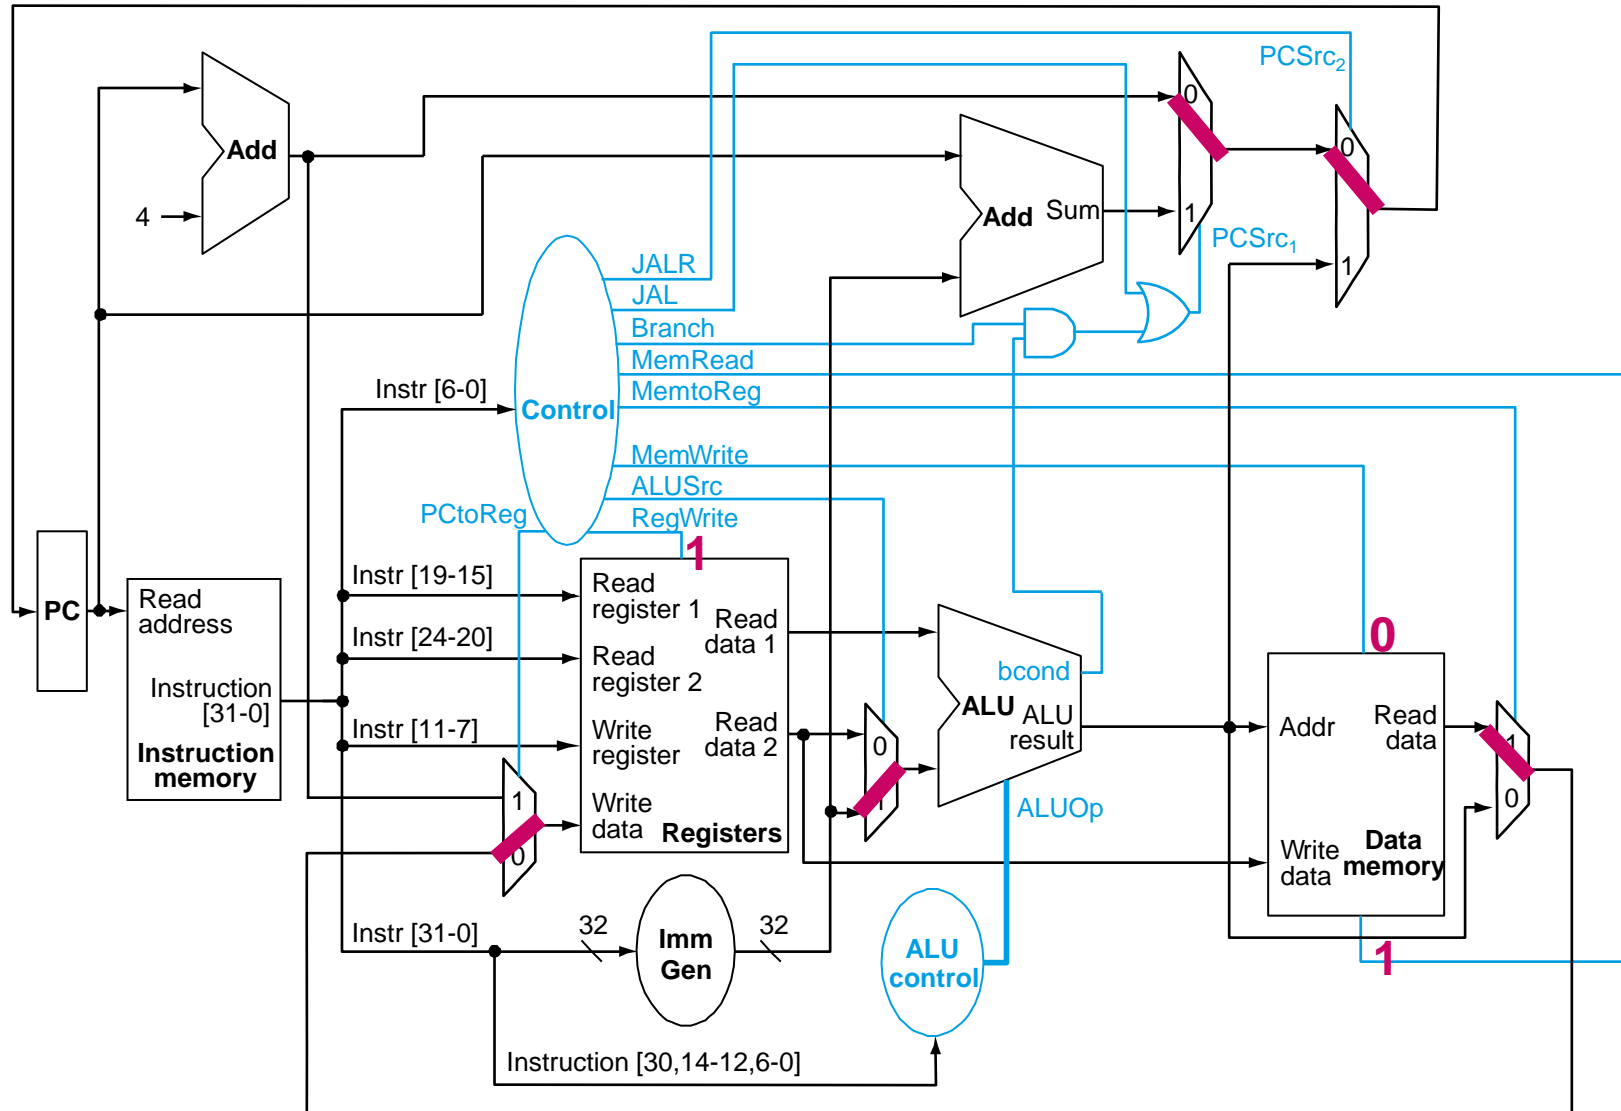 PCSrc2
0
0
Add
4
Add
Sum
1
PCSrc1
1
JALR
JAL
Branch
MemRead
MemtoReg
Instr [6-0]
Control
MemWrite
ALUSrc
PCtoReg
RegWrite
1
PC
Read
address
Instruction
[31-0]
Instruction
memory
Instr [19-15]
Instr [24-20]
Instr [11-7]
Read
register 1
Read
register 2
Write
register
Write
data
Read
data 1
Read
data 2
Registers
1
0
0
1
bcond
ALU
ALU
result
ALUOp
0
Addr
Read
data
Write
data
Data
memory
1
1
0
Instr [31-0]
32
Imm
Gen
32
ALU
control
Instruction [30,14-12,6-0]